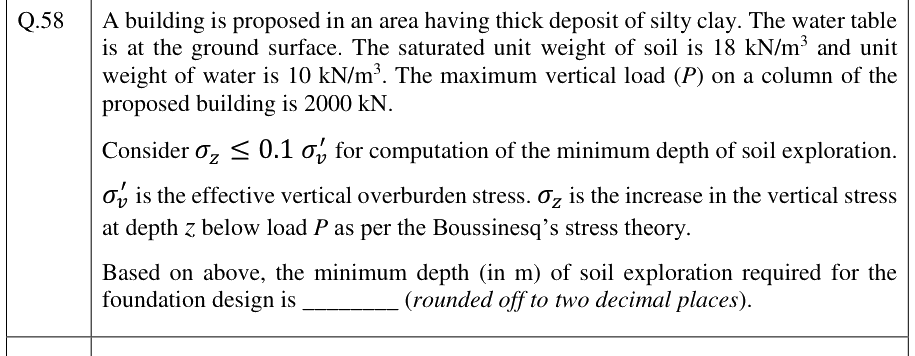 Q.58 A building is proposed in an area having thick deposit of silty clay. The water table
is at the ground surface. The saturated unit weight of soil is 18 kN/m³ and unit
weight of water is 10 kN/m³. The maximum vertical load (P) on a column of the
proposed building is 2000 kN.
Consider σ_z ≤ 0.1 σ′_v for computation of the minimum depth of soil exploration.
σ′_v is the effective vertical overburden stress. σ_z is the increase in the vertical stress
at depth z below load P as per the Boussinesq’s stress theory.
Based on above, the minimum depth (in m) of soil exploration required for the
foundation design is ________ (rounded off to two decimal places).